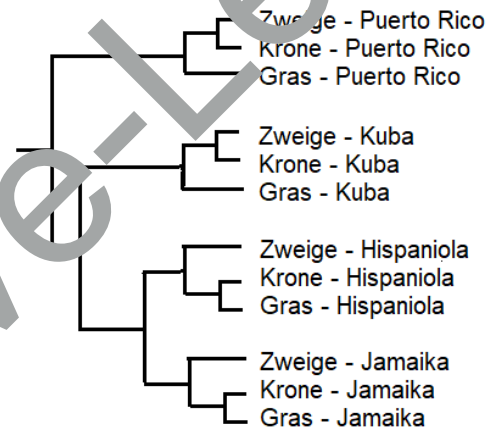 Zweige - Puerto Rico
Krone - Puerto Rico
Gras - Puerto Rico
Zweige - Kuba
Krone - Kuba
Gras - Kuba
Zweige - Hispaniola
Krone - Hispaniola
Gras - Hispaniola
Zweige - Jamaika
Krone - Jamaika
Gras - Jamaika